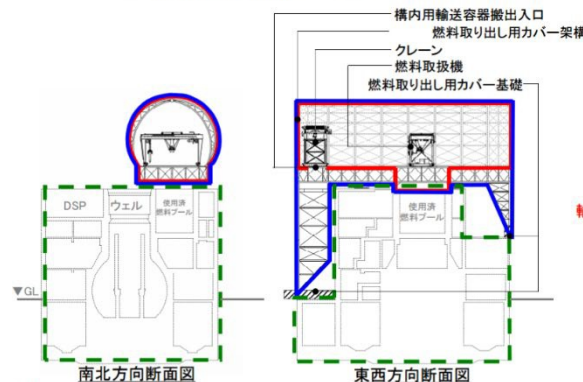 構内用輸送容器搬出入口
燃料取り出し用カバー架構
クレーン
燃料取扱機
燃料取り出し用カバー基礎
DSP
ウェル
使用済
燃料プール
使用済
燃料プール
▼GL
南北方向断面図
東西方向断面図